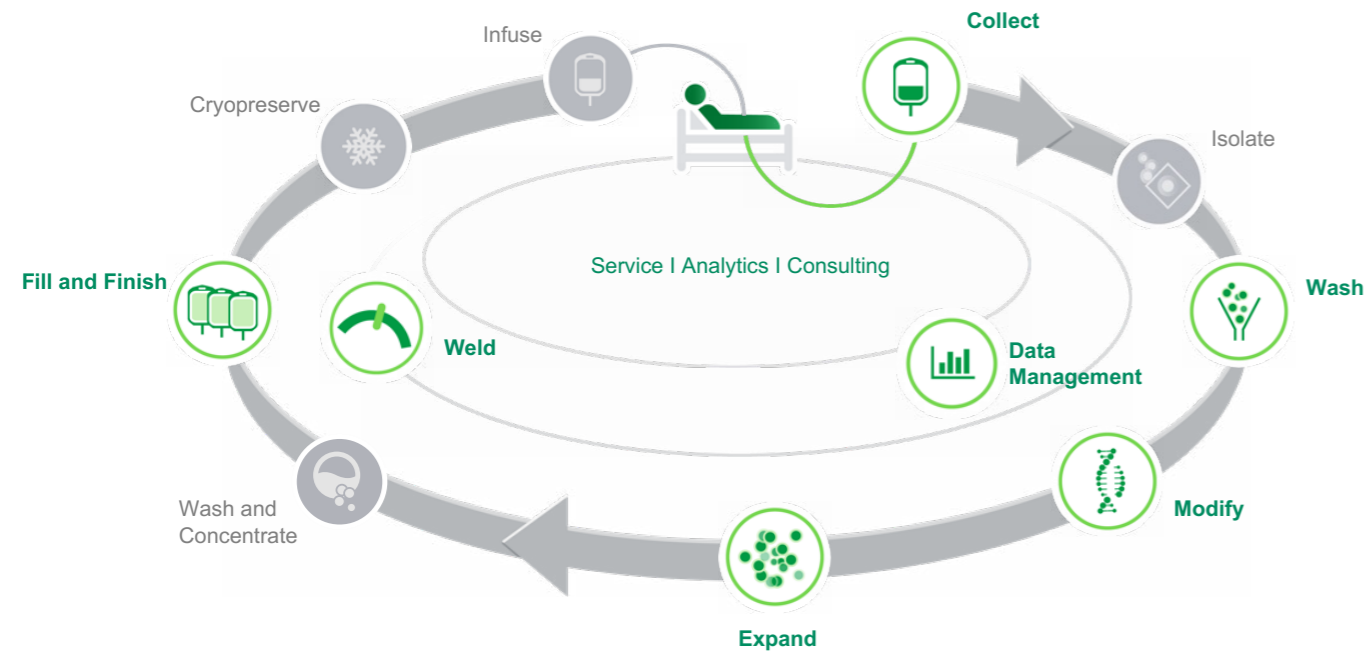 Collect
Infuse
Cryopreserve
Isolate
Service I Analytics I Consulting
Fill and Finish
Wash
Weld
Data
Management
Wash and
Concentrate
Modify
Expand